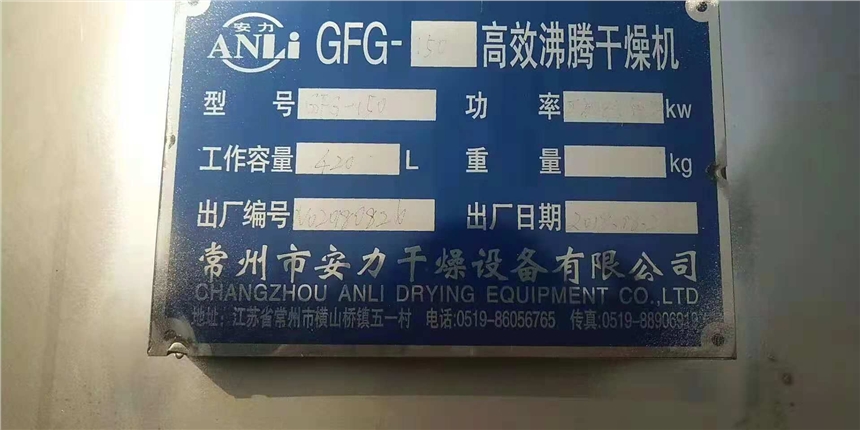 安力 ANLi GFG-150 高效沸腾干燥机
型号 GFG-150 功率 kw
工作容量 420 L 重量 kg
出厂编号 出厂日期
常州市安力干燥设备有限公司
CHANGZHOU ANLI DRYING EQUIPMENT CO.,LTD
地址:江苏省常州市横山桥镇五一村 电话:0519-86056765 传真:0519-88906919